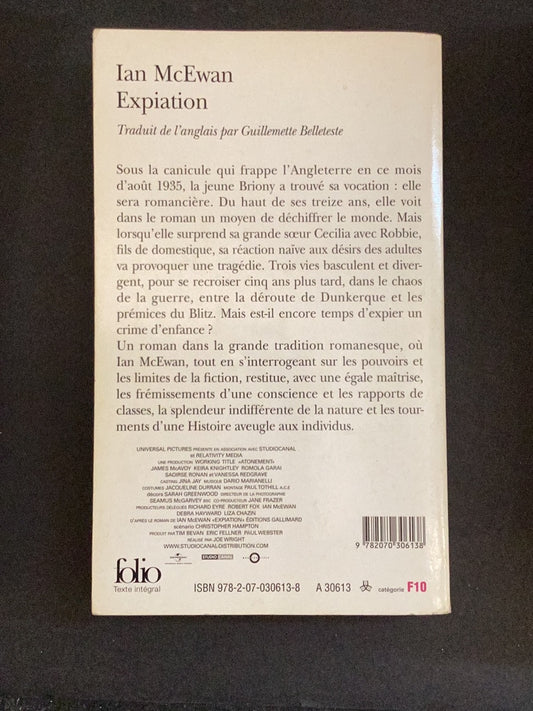 Ian McEwan
Expiation
Traduit de l'anglais par Guillemette Belleteste
Sous la canicule qui frappe l'Angleterre en ce mois
d'août 1935, la jeune Briony a trouvé sa vocation : elle
sera romancière. Du haut de ses treize ans, elle voit
dans le roman un moyen de déchiffrer le monde. Mais
lorsqu'elle surprend sa grande sœur Cecilia avec Robbie,
fils de domestique, sa réaction naïve aux désirs des adultes
va provoquer une tragédie. Trois vies basculent et diver-
gent, pour se recroiser cinq ans plus tard, dans le chaos
de la guerre, entre la déroute de Dunkerque et les
prémices du Blitz. Mais est-il encore temps d'expier un
crime d'enfance ?
Un roman dans la grande tradition romanesque, où
Ian McEwan, tout en s'interrogeant sur les pouvoirs et
les limites de la fiction, restitue, avec une égale maîtrise,
les frémissements d'une conscience et les rapports de
classes, la splendeur indifférente de la nature et les tour-
ments d'une Histoire aveugle aux individus.
UNIVERSAL PICTURES PRÉSENTE EN ASSOCIATION AVEC STUDIOCANAL
et RELATIVITY MEDIA
UNE PRODUCTION WORKING TITLE «ATONEMENT»
JAMES McAVOY KEIRA KNIGHTLEY ROMOLA GARAI
SAOIRSE RONAN et VANESSA REDGRAVE
CASTING JINA JAY MUSIQUE DARIO MARIANELLI
COSTUMES JACQUELINE DURRAN MONTAGE PAUL TOTHILL A.C.E
décors SARAH GREENWOOD DIRECTEUR DE LA PHOTOGRAPHIE
SEAMUS McGARVEY BSC CO-PRODUCTEUR JANE FRAZER
PRODUCTEURS DÉLÉGUÉS RICHARD EYRE ROBERT FOX IAN McEWAN
DEBRA HAYWARD LIZA CHAZIN
D'APRÈS LE ROMAN DE IAN McEWAN «EXPIATION» ÉDITIONS GALLIMARD
scénario CHRISTOPHER HAMPTON
PRODUIT PAR TIM BEVAN ERIC FELLNER PAUL WEBSTER
RÉALISÉ PAR JOE WRIGHT
WWW.STUDIOCANALDISTRIBUTION.COM
UNIVERSAL
STUDIO CANAL
9 782070 306138
folio
Texte intégral
ISBN 978-2-07-030613-8 A 30613 catégorie F10